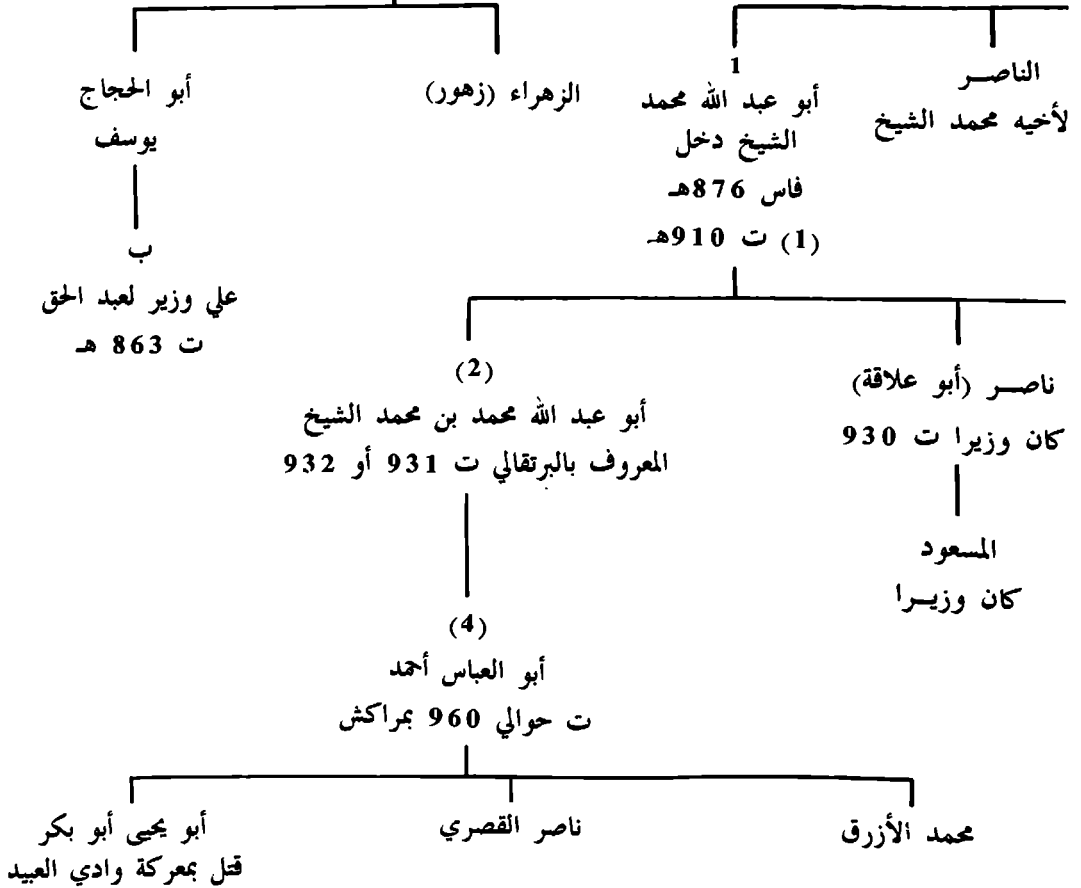 الناصـر
لأخيه محمد الشيخ
1
أبو عبد الله محمد
الشيخ دخل
فاس 876هـ
(1) ت 910هـ
الزهراء (زهور)
أبو الحجاج
يوسف
ب
علي وزير لعبد الحق
ت 863 هـ
ناصـر (أبو علاقة)
كان وزيرا ت 930
المسعود
كان وزيـرا
(2)
أبو عبد الله محمد بن محمد الشيخ
المعروف بالبرتقالي ت 931 أو 932
(4)
أبو العباس أحمد
ت حوالي 960 بمراكش
محمد الأزرق
ناصر القصري
أبو يحيى أبو بكر
قتل بمعركة وادي العبيد